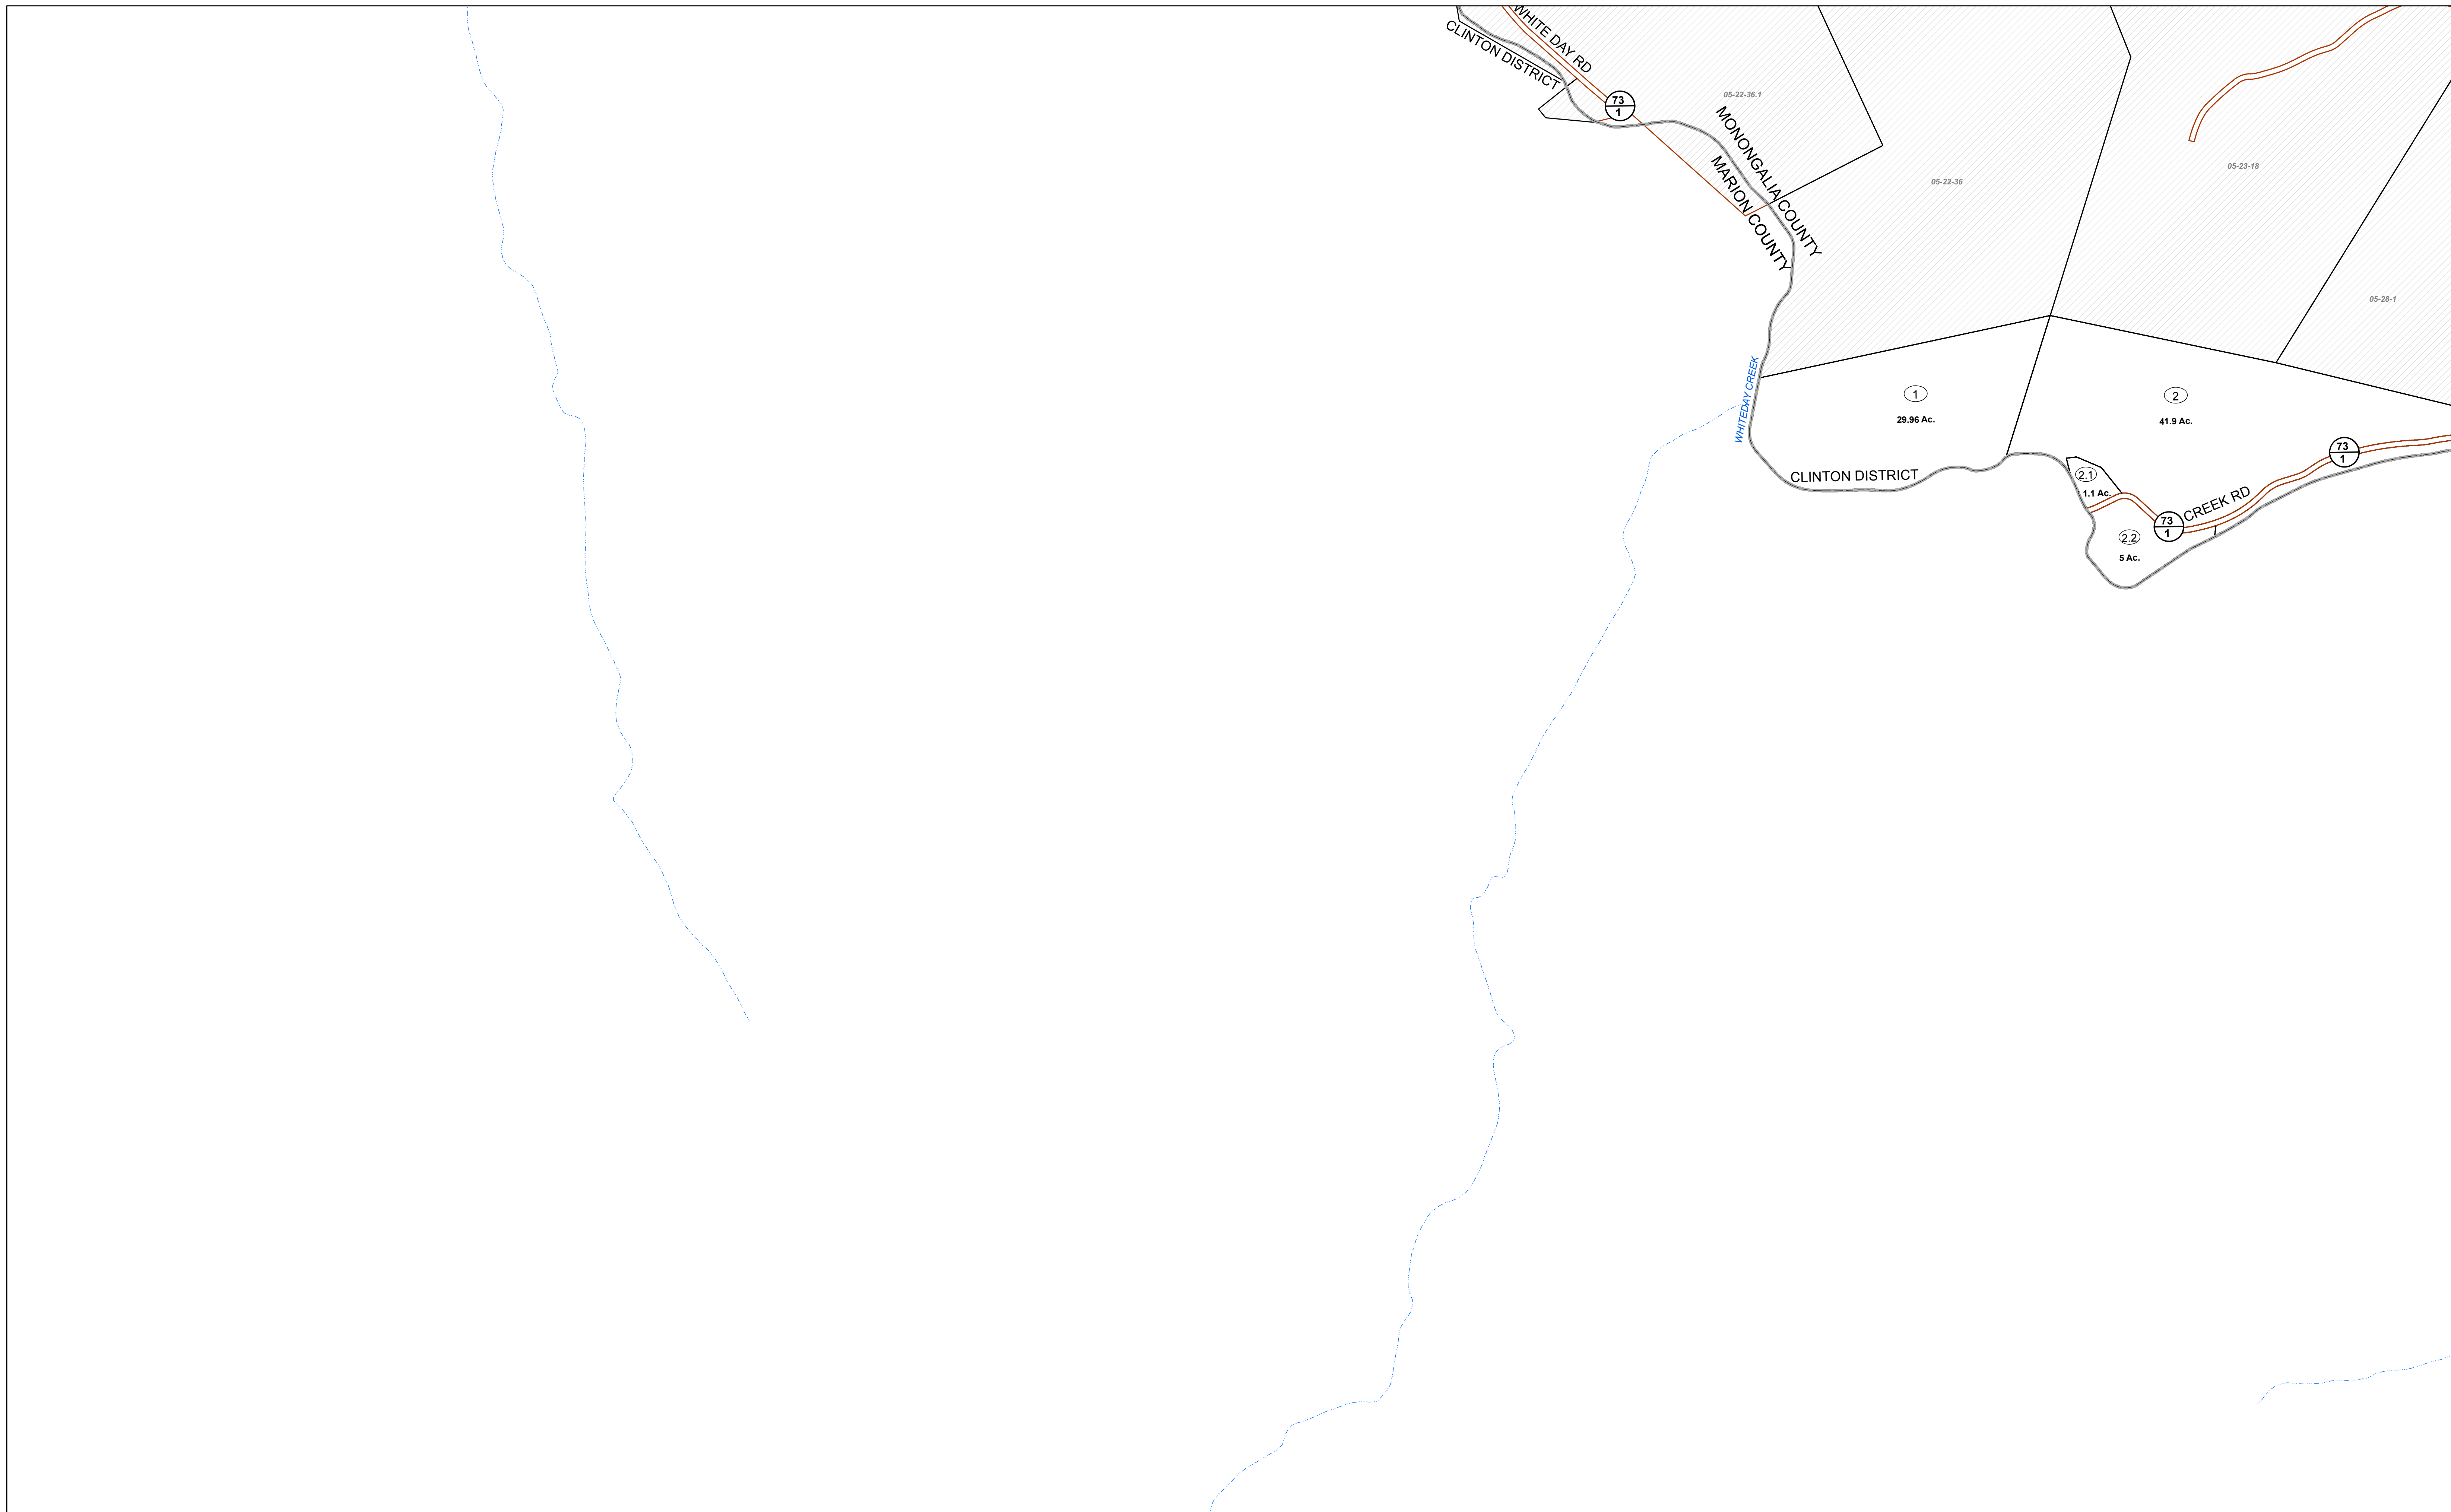 WHITE DAY RD
CLINTON DISTRICT
73
1
05-22-36.1
MONONGALIA COUNTY
MARION COUNTY
05-22-36
05-23-18
05-28-1
WHITEDAY CREEK
1
29.96 Ac.
2
41.9 Ac.
CLINTON DISTRICT
73
1
2.1
1.1 Ac.
CREEK RD
73
1
2.2
5 Ac.